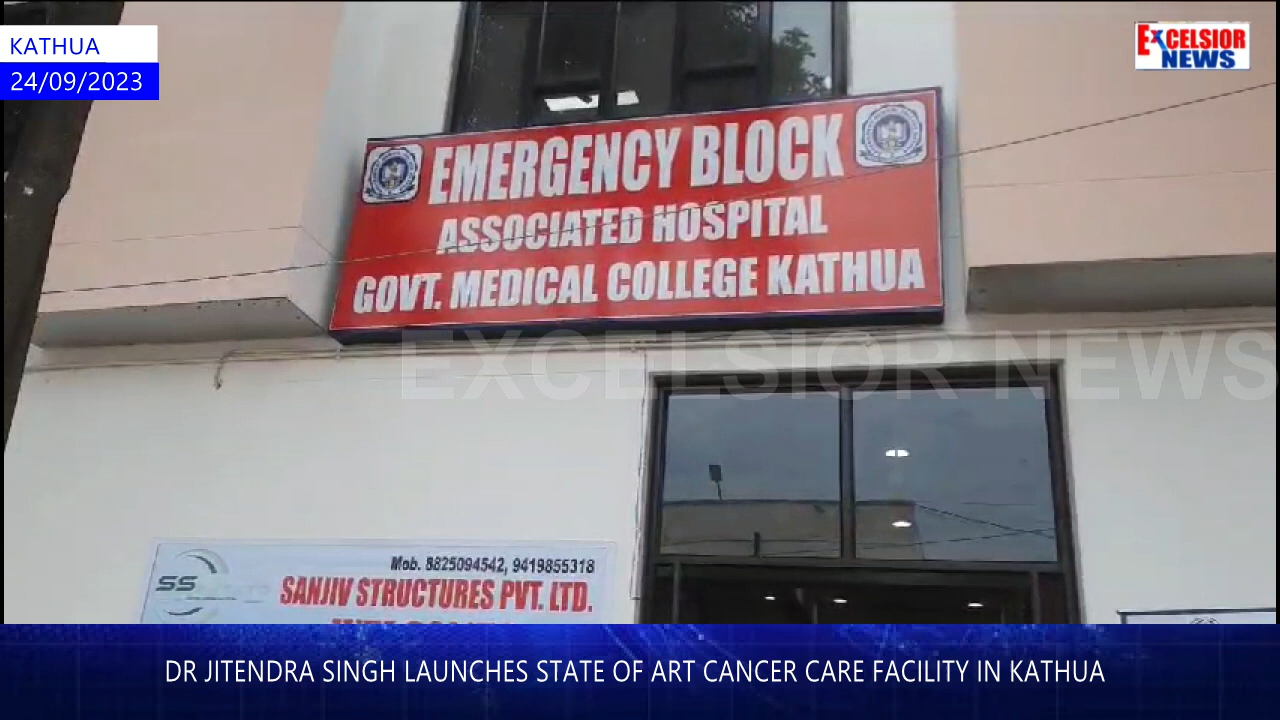 KATHUA
24/09/2023
EXCELSIOR
NEWS
EMERGENCY BLOCK
ASSOCIATED HOSPITAL
GOVT. MEDICAL COLLEGE KATHUA
EXCELSIOR NEWS
Mob. 8825094542, 9419855318
SS
SANJIV STRUCTURES PVT. LTD.
DR JITENDRA SINGH LAUNCHES STATE OF ART CANCER CARE FACILITY IN KATHUA